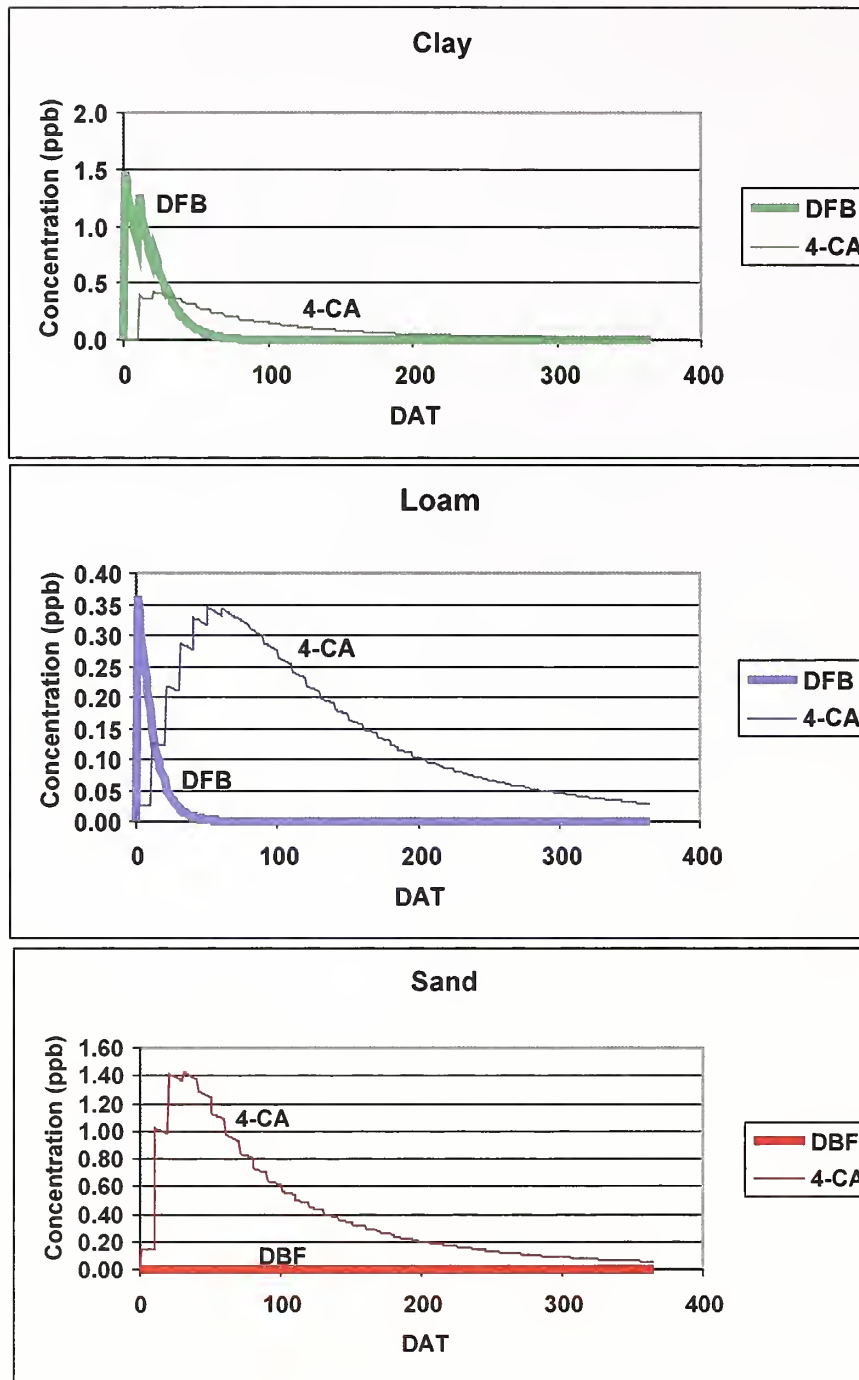 Clay
Concentration (ppb)
2.0
1.5
1.0
0.5
0.0
DFB
4-CA
0 100 200 300 400
DAT
DFB
4-CA
Loam
Concentration (ppb)
0.40
0.35
0.30
0.25
0.20
0.15
0.10
0.05
0.00
4-CA
DFB
0 100 200 300 400
DAT
DFB
4-CA
Sand
Concentration (ppb)
1.60
1.40
1.20
1.00
0.80
0.60
0.40
0.20
0.00
4-CA
DBF
0 100 200 300 400
DAT
DBF
4-CA